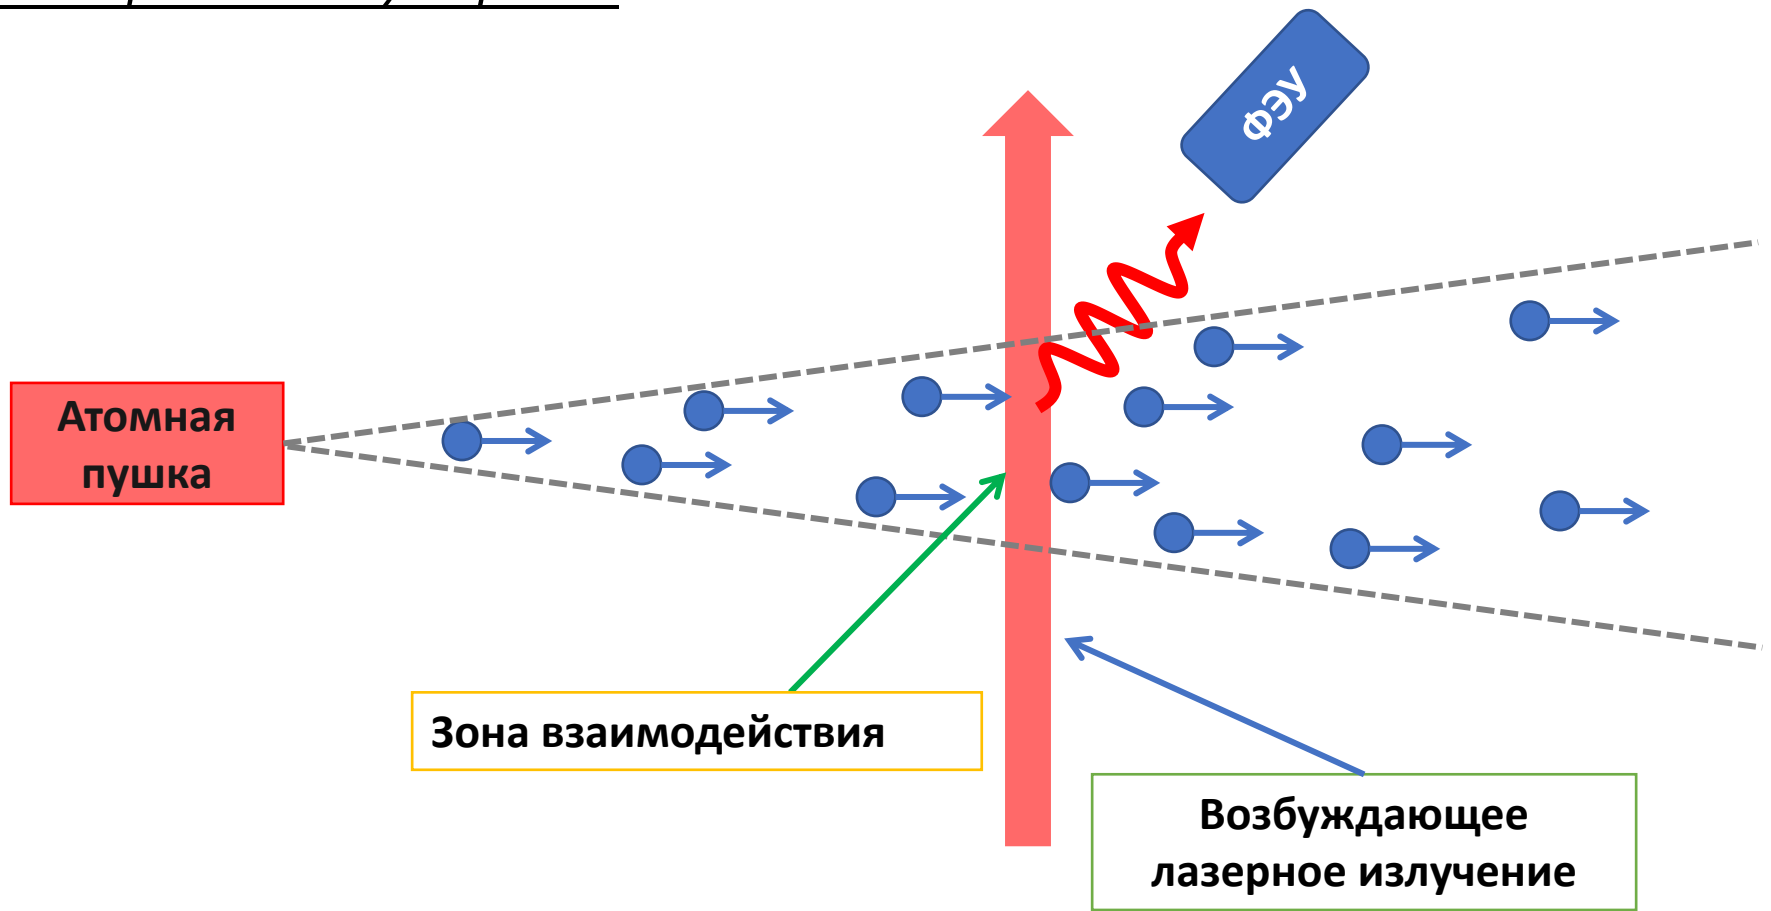 ФЭУ
Атомная
пушка
Зона взаимодействия
Возбуждающее
лазерное излучение